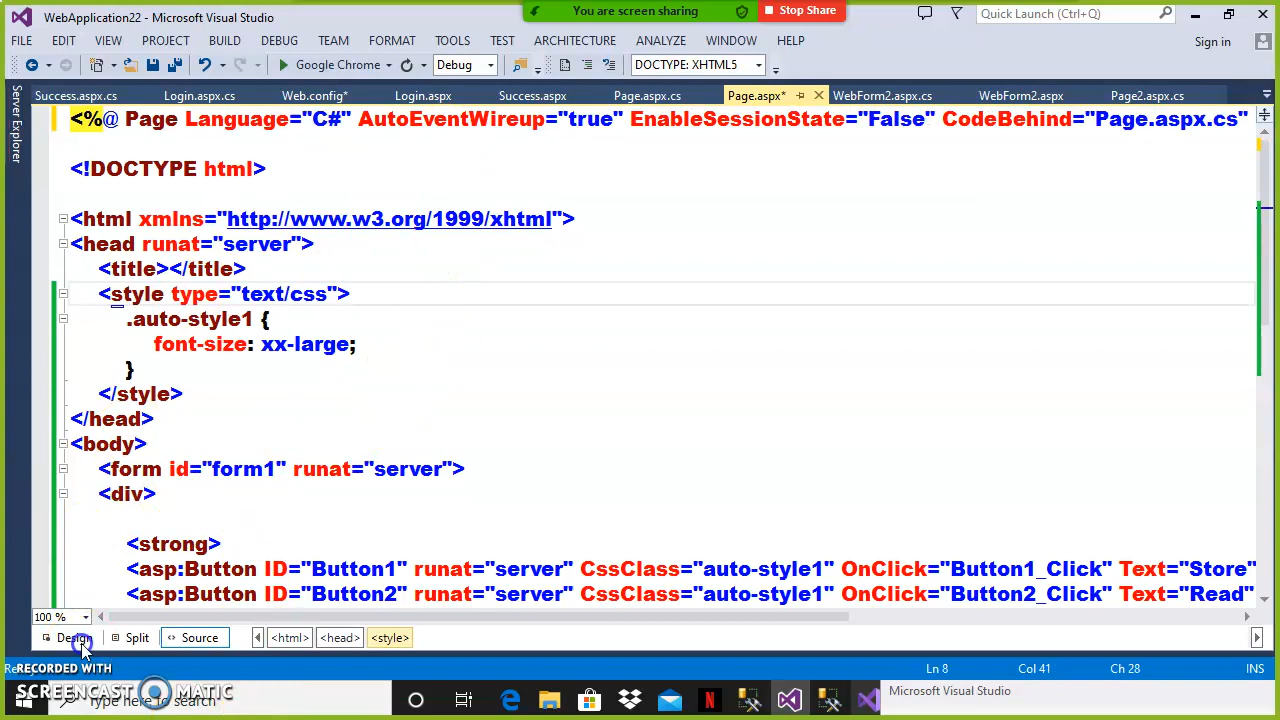 WebApplication22 - Microsoft Visual Studio
You are screen sharing
Stop Share
Quick Launch (Ctrl+Q)
FILE EDIT VIEW PROJECT BUILD DEBUG TEAM FORMAT TOOLS TEST ARCHITECTURE ANALYZE WINDOW HELP
Sign in
Google Chrome Debug DOCTYPE: XHTML5
Server Explorer
Success.aspx.cs Login.aspx.cs Web.config* Login.aspx Success.aspx Page.aspx.cs Page.aspx* WebForm2.aspx.cs WebForm2.aspx Page2.aspx.cs
<%@ Page Language="C#" AutoEventWireup="true" EnableSessionState="False" CodeBehind="Page.aspx.cs"
<!DOCTYPE html>
<html xmlns="http://www.w3.org/1999/xhtml">
<head runat="server">
<title></title>
<style type="text/css">
.auto-style1 {
font-size: xx-large;
}
</style>
</head>
<body>
<form id="form1" runat="server">
<div>
<strong>
<asp:Button ID="Button1" runat="server" CssClass="auto-style1" OnClick="Button1_Click" Text="Store"
<asp:Button ID="Button2" runat="server" CssClass="auto-style1" OnClick="Button2_Click" Text="Read"
100 %
Design Split Source <html> <head> <style>
Ln 8 Col 41 Ch 28 INS
RECORDED WITH
SCREENCAST MATIC
Type here to search
Microsoft Visual Studio